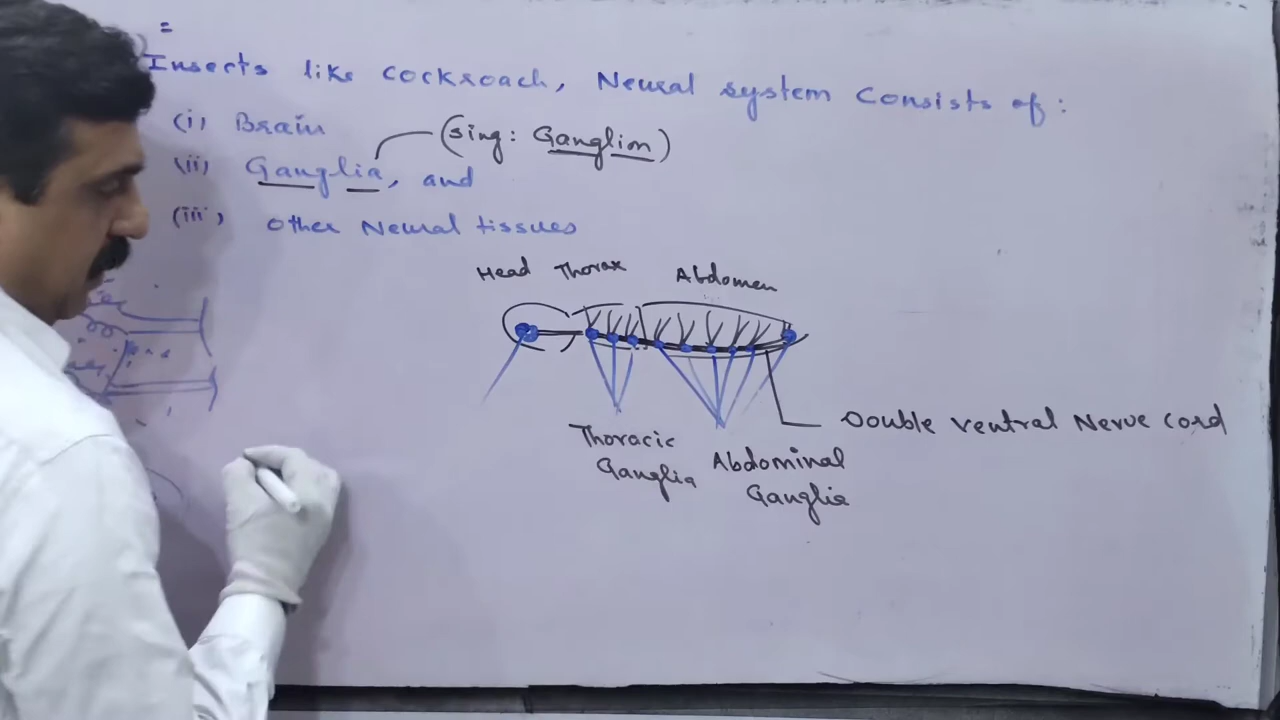 =
Insects like cockroach, Neural system consists of:
(i) Brain
(sing: Ganglion)
(ii) Ganglia, and
(iii) Other Neural tissues
Head Thorax Abdomen
Double ventral Nerve cord
Thoracic Ganglia
Abdominal Ganglia